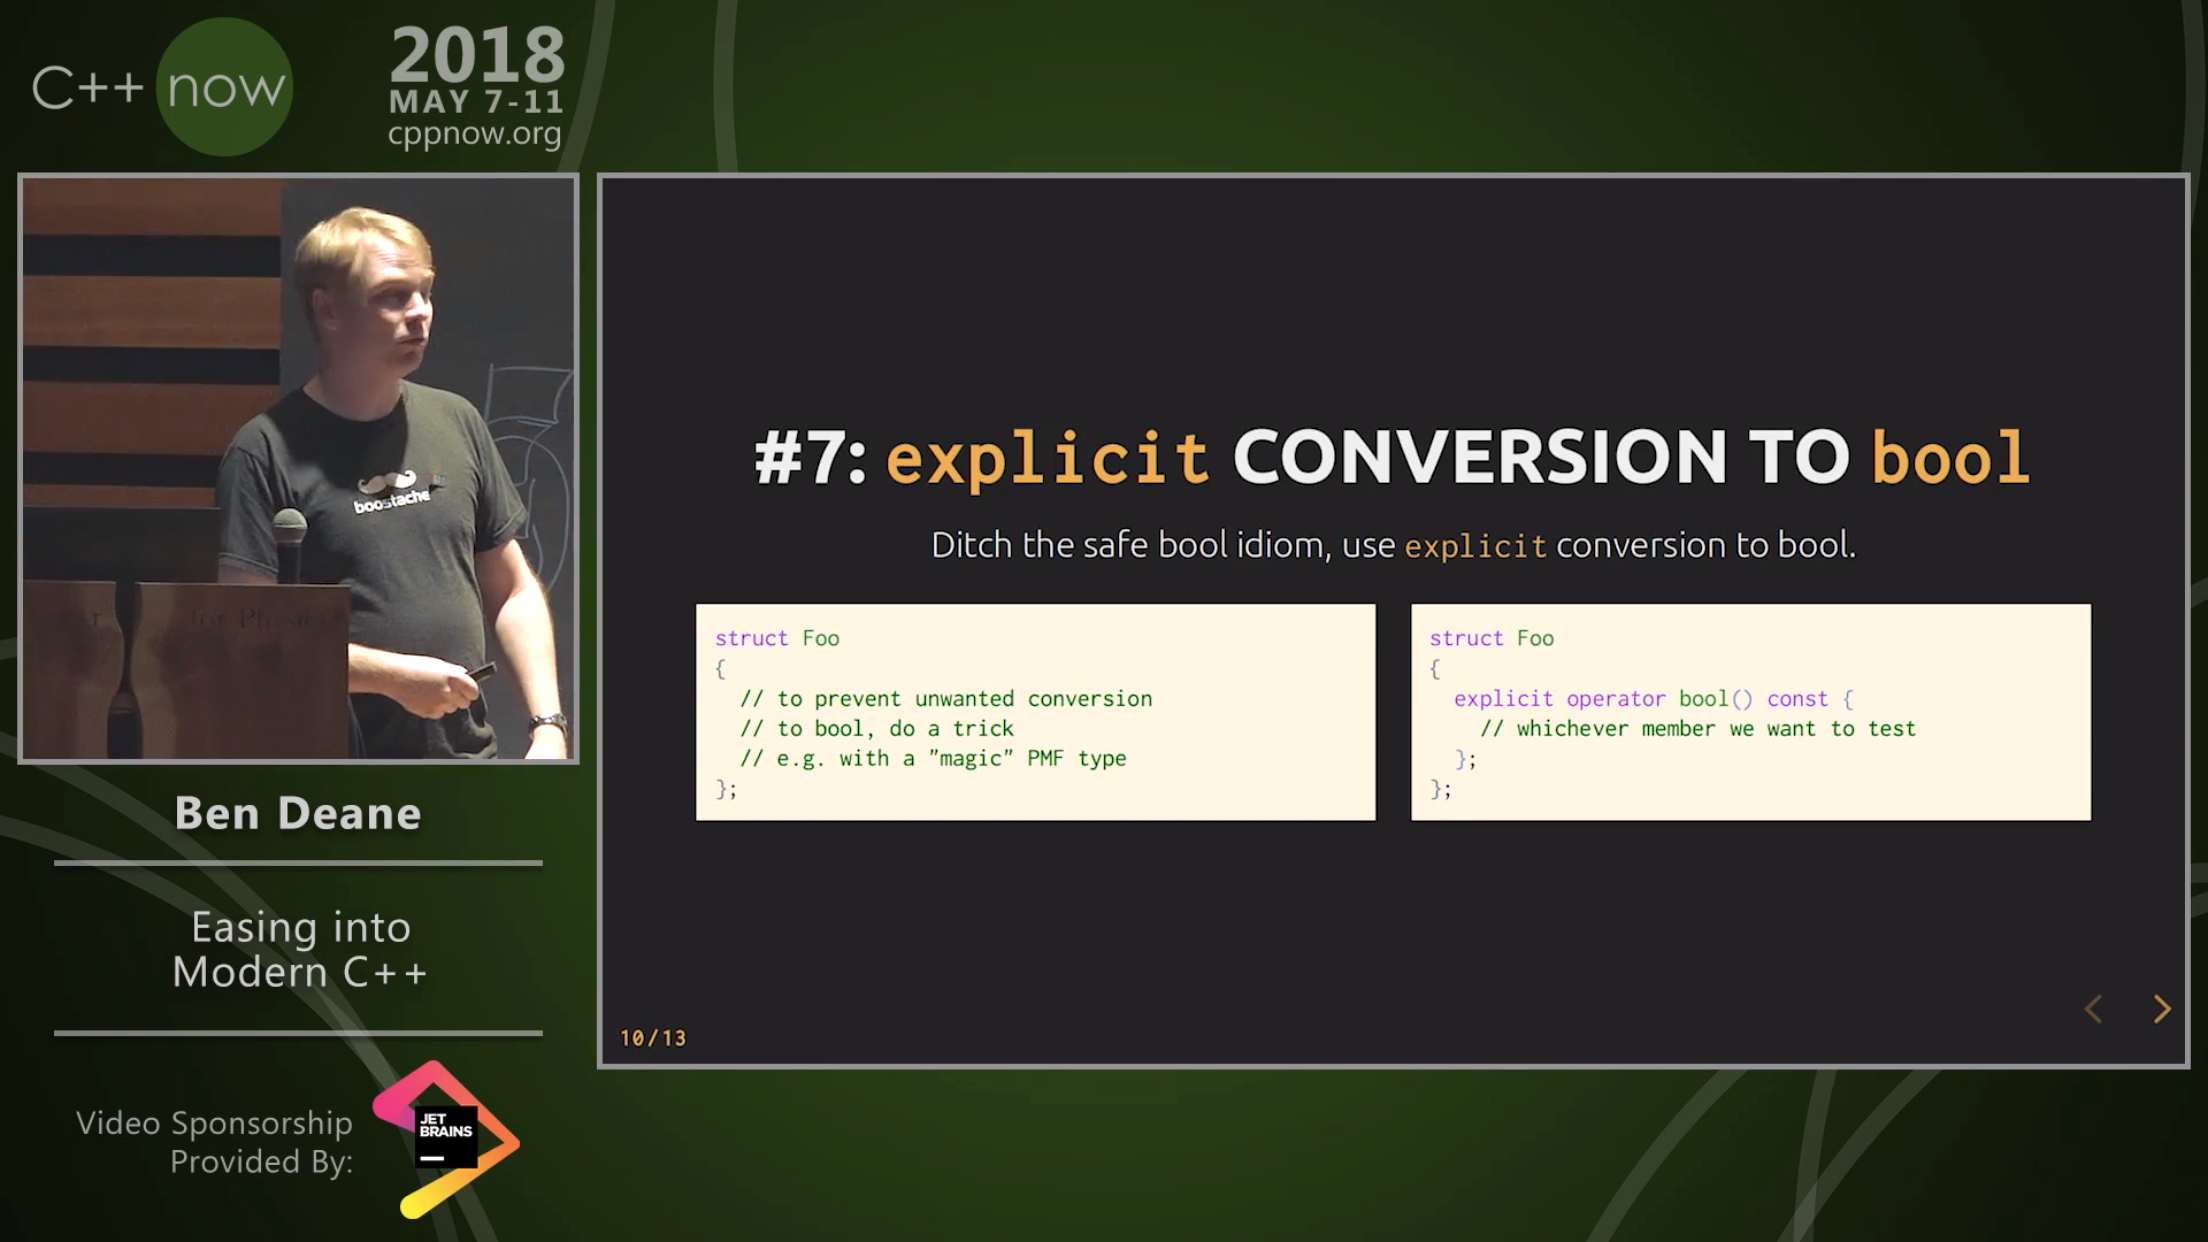 C++ now
2018
MAY 7-11
cppnow.org
boostache
Ben Deane
Easing into
Modern C++
Video Sponsorship
Provided By:
JET
BRAINS
#7: explicit CONVERSION TO bool
Ditch the safe bool idiom, use explicit conversion to bool.
struct Foo
{
// to prevent unwanted conversion
// to bool, do a trick
// e.g. with a "magic" PMF type
};
struct Foo
{
explicit operator bool() const {
// whichever member we want to test
};
};
10/13